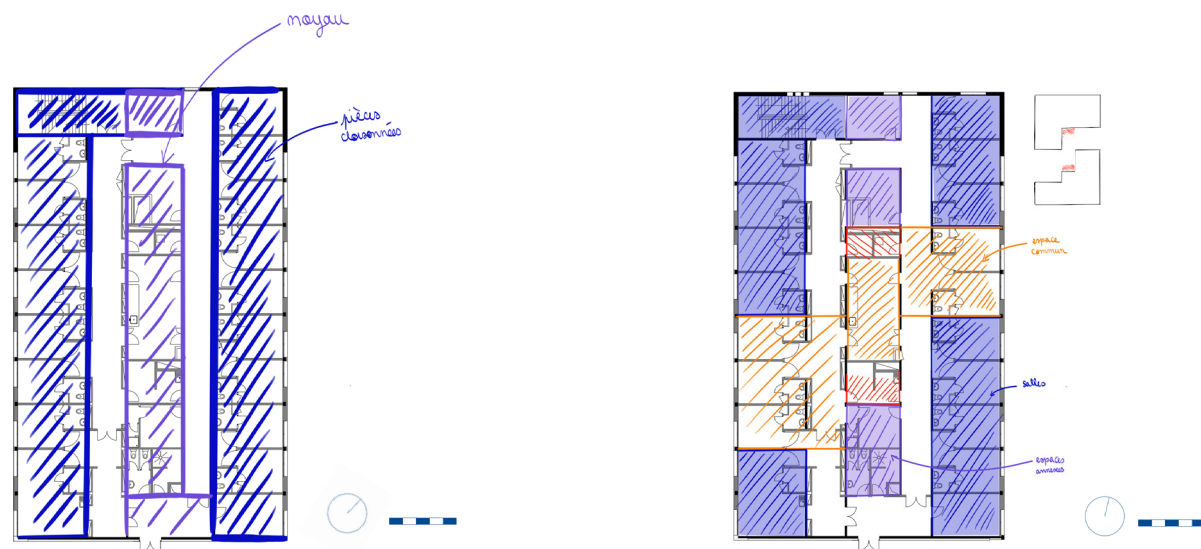 noyau
pièces
cloisonnées
espace
commun
salles
espaces
annexes